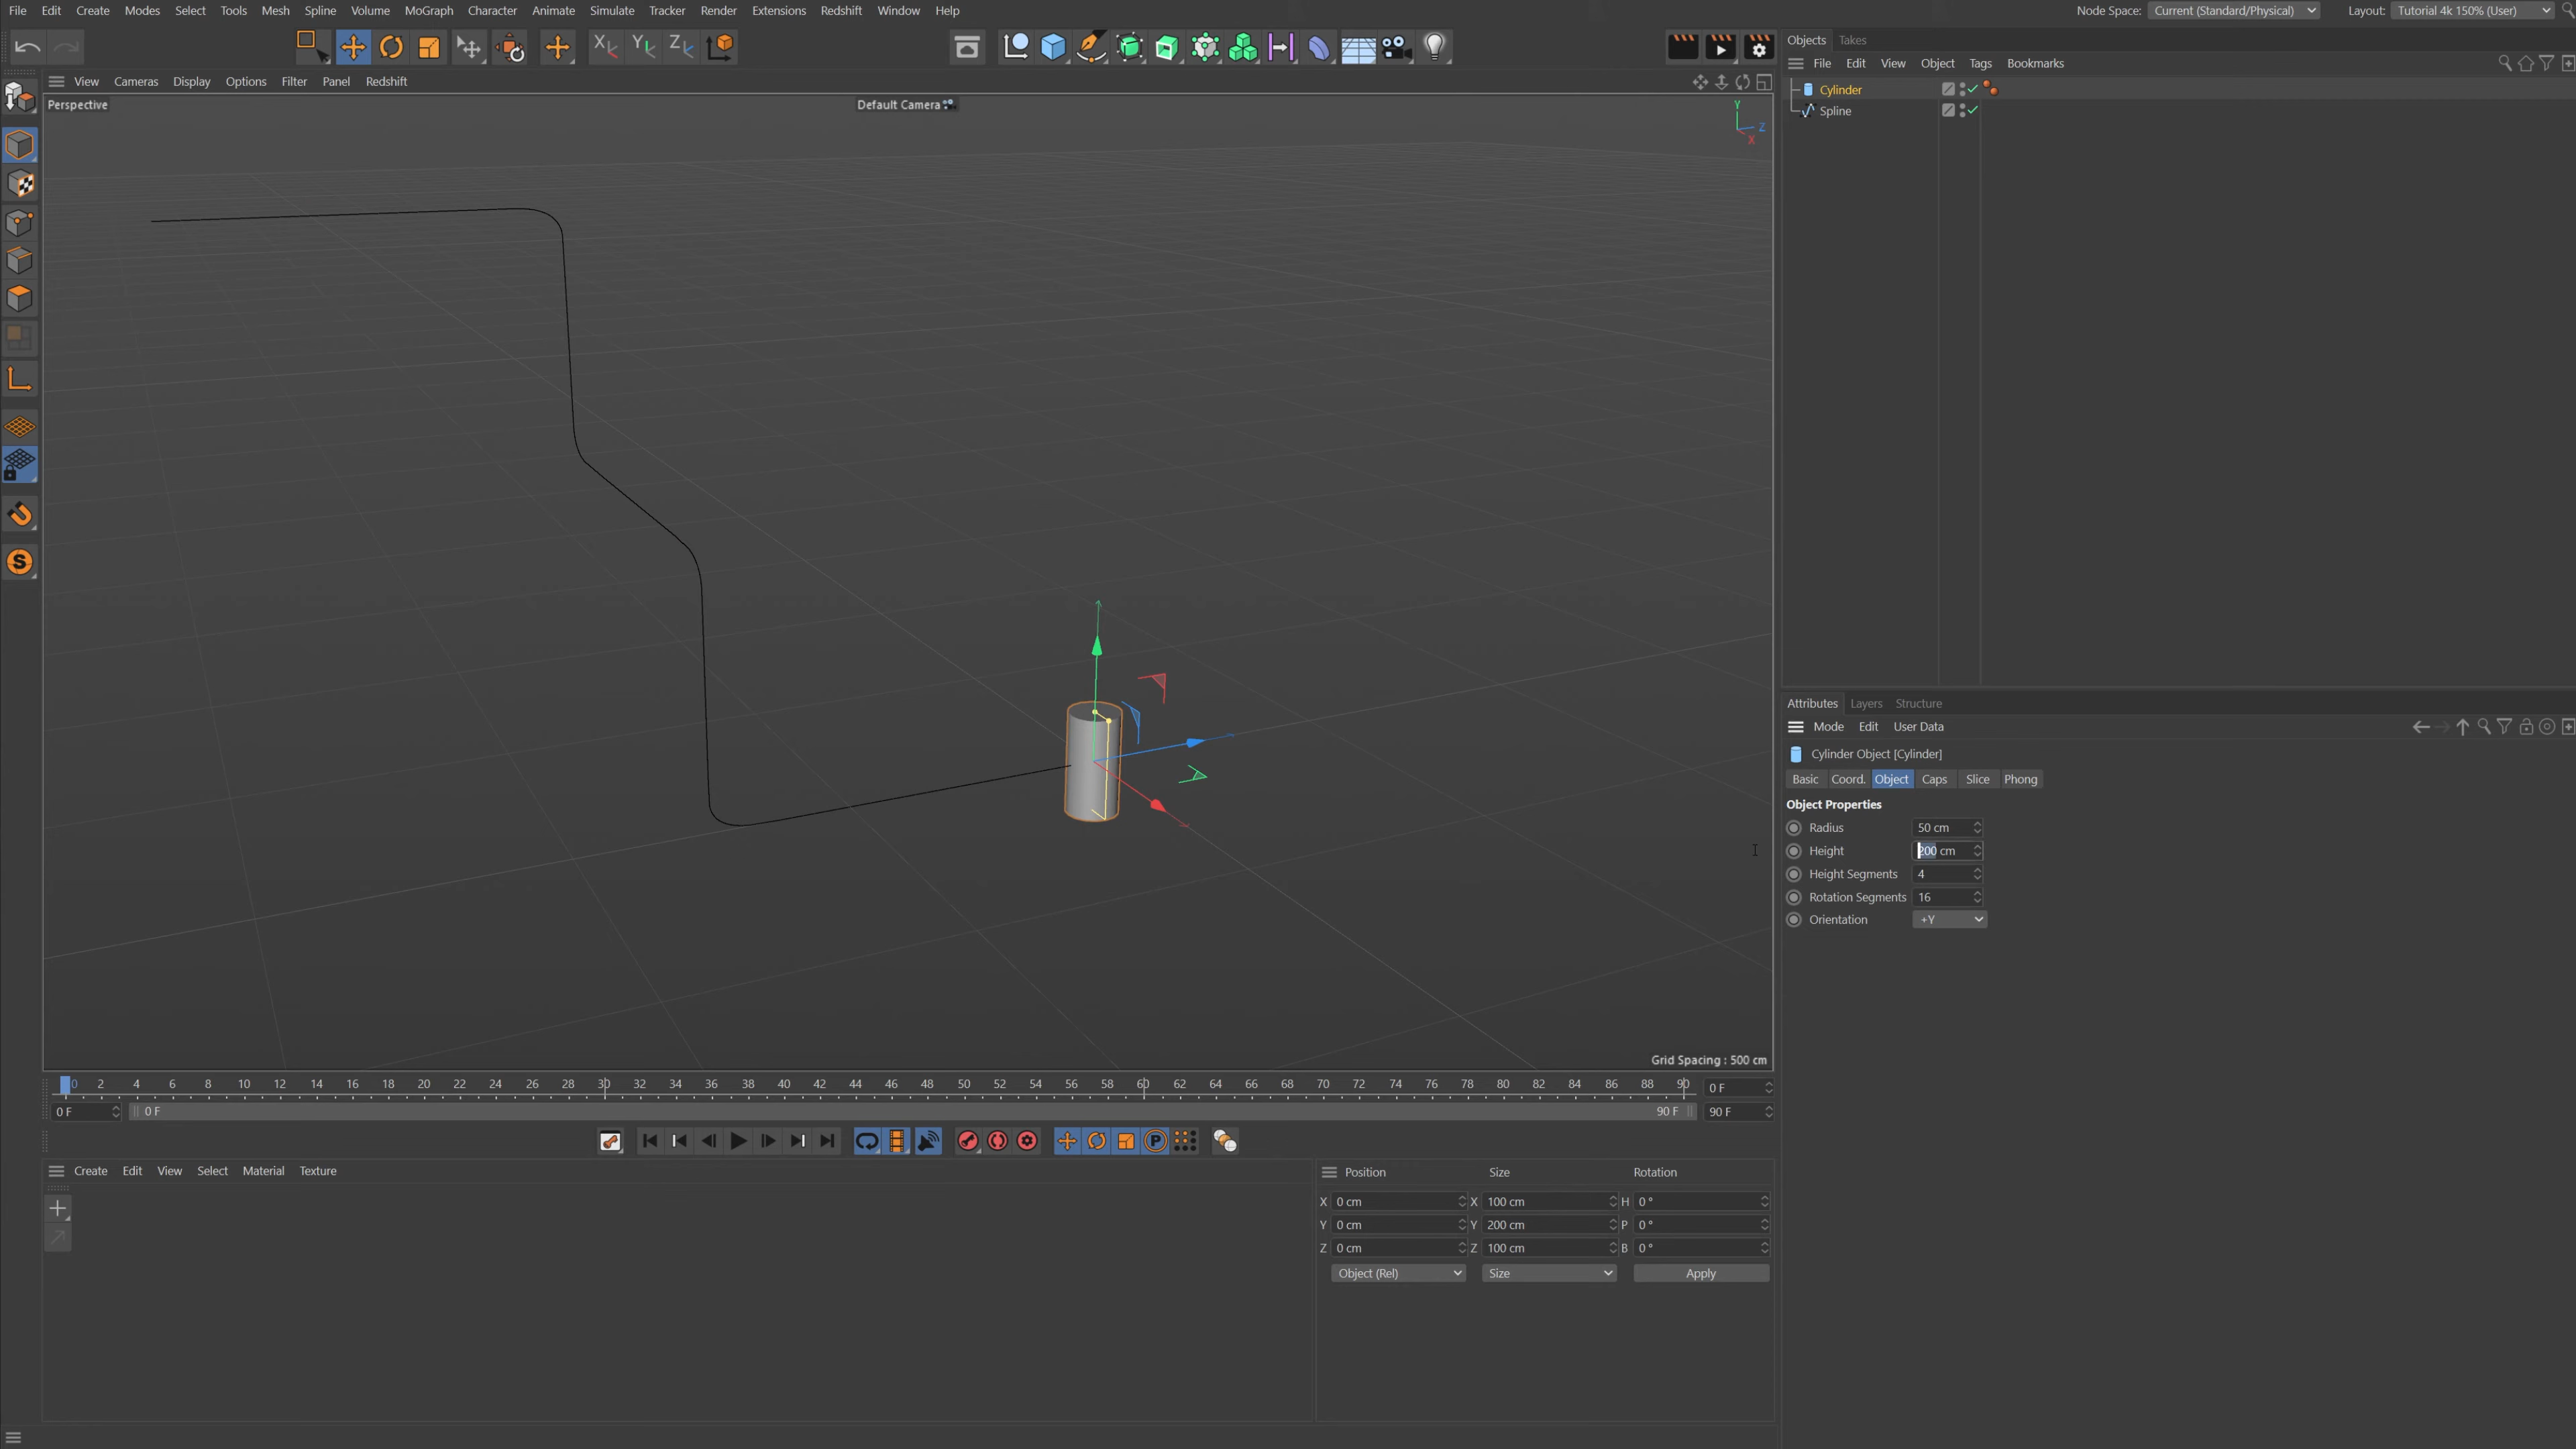 File Edit Create Modes Select Tools Mesh Spline Volume MoGraph Character Animate Simulate Tracker Render Extensions Redshift Window Help
Node Space: Current (Standard/Physical) Layout: Tutorial 4k 150% (User)
X Y Z
Objects Takes
File Edit View Object Tags Bookmarks
View Cameras Display Options Filter Panel Redshift
Perspective
Default Camera
Y
Z
X
Cylinder
Spline
S
Attributes Layers Structure
Mode Edit User Data
Cylinder Object [Cylinder]
Basic Coord. Object Caps Slice Phong
Object Properties
Radius 50 cm
Height 200 cm
Height Segments 4
Rotation Segments 16
Orientation +Y
Grid Spacing : 500 cm
0 2 4 6 8 10 12 14 16 18 20 22 24 26 28 30 32 34 36 38 40 42 44 46 48 50 52 54 56 58 60 62 64 66 68 70 72 74 76 78 80 82 84 86 88 90
0 F
0 F 0 F 90 F 90 F
P
Create Edit View Select Material Texture
Position Size Rotation
X 0 cm X 100 cm H 0 °
Y 0 cm Y 200 cm P 0 °
Z 0 cm Z 100 cm B 0 °
Object (Rel) Size Apply